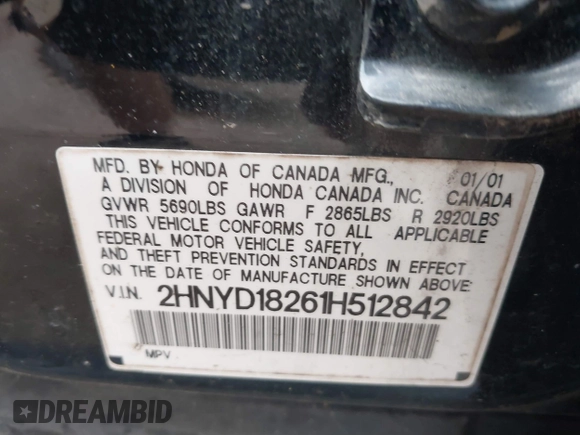 MFD. BY HONDA OF CANADA MFG., 01/01
A DIVISION OF HONDA CANADA INC. CANADA
GVWR 5690LBS GAWR F 2865LBS R 2920LBS
THIS VEHICLE CONFORMS TO ALL APPLICABLE
FEDERAL MOTOR VEHICLE SAFETY,
AND THEFT PREVENTION STANDARDS IN EFFECT
ON THE DATE OF MANUFACTURE SHOWN ABOVE.
V.I.N. 2HNYD18261H512842
MPV
DREAMBID